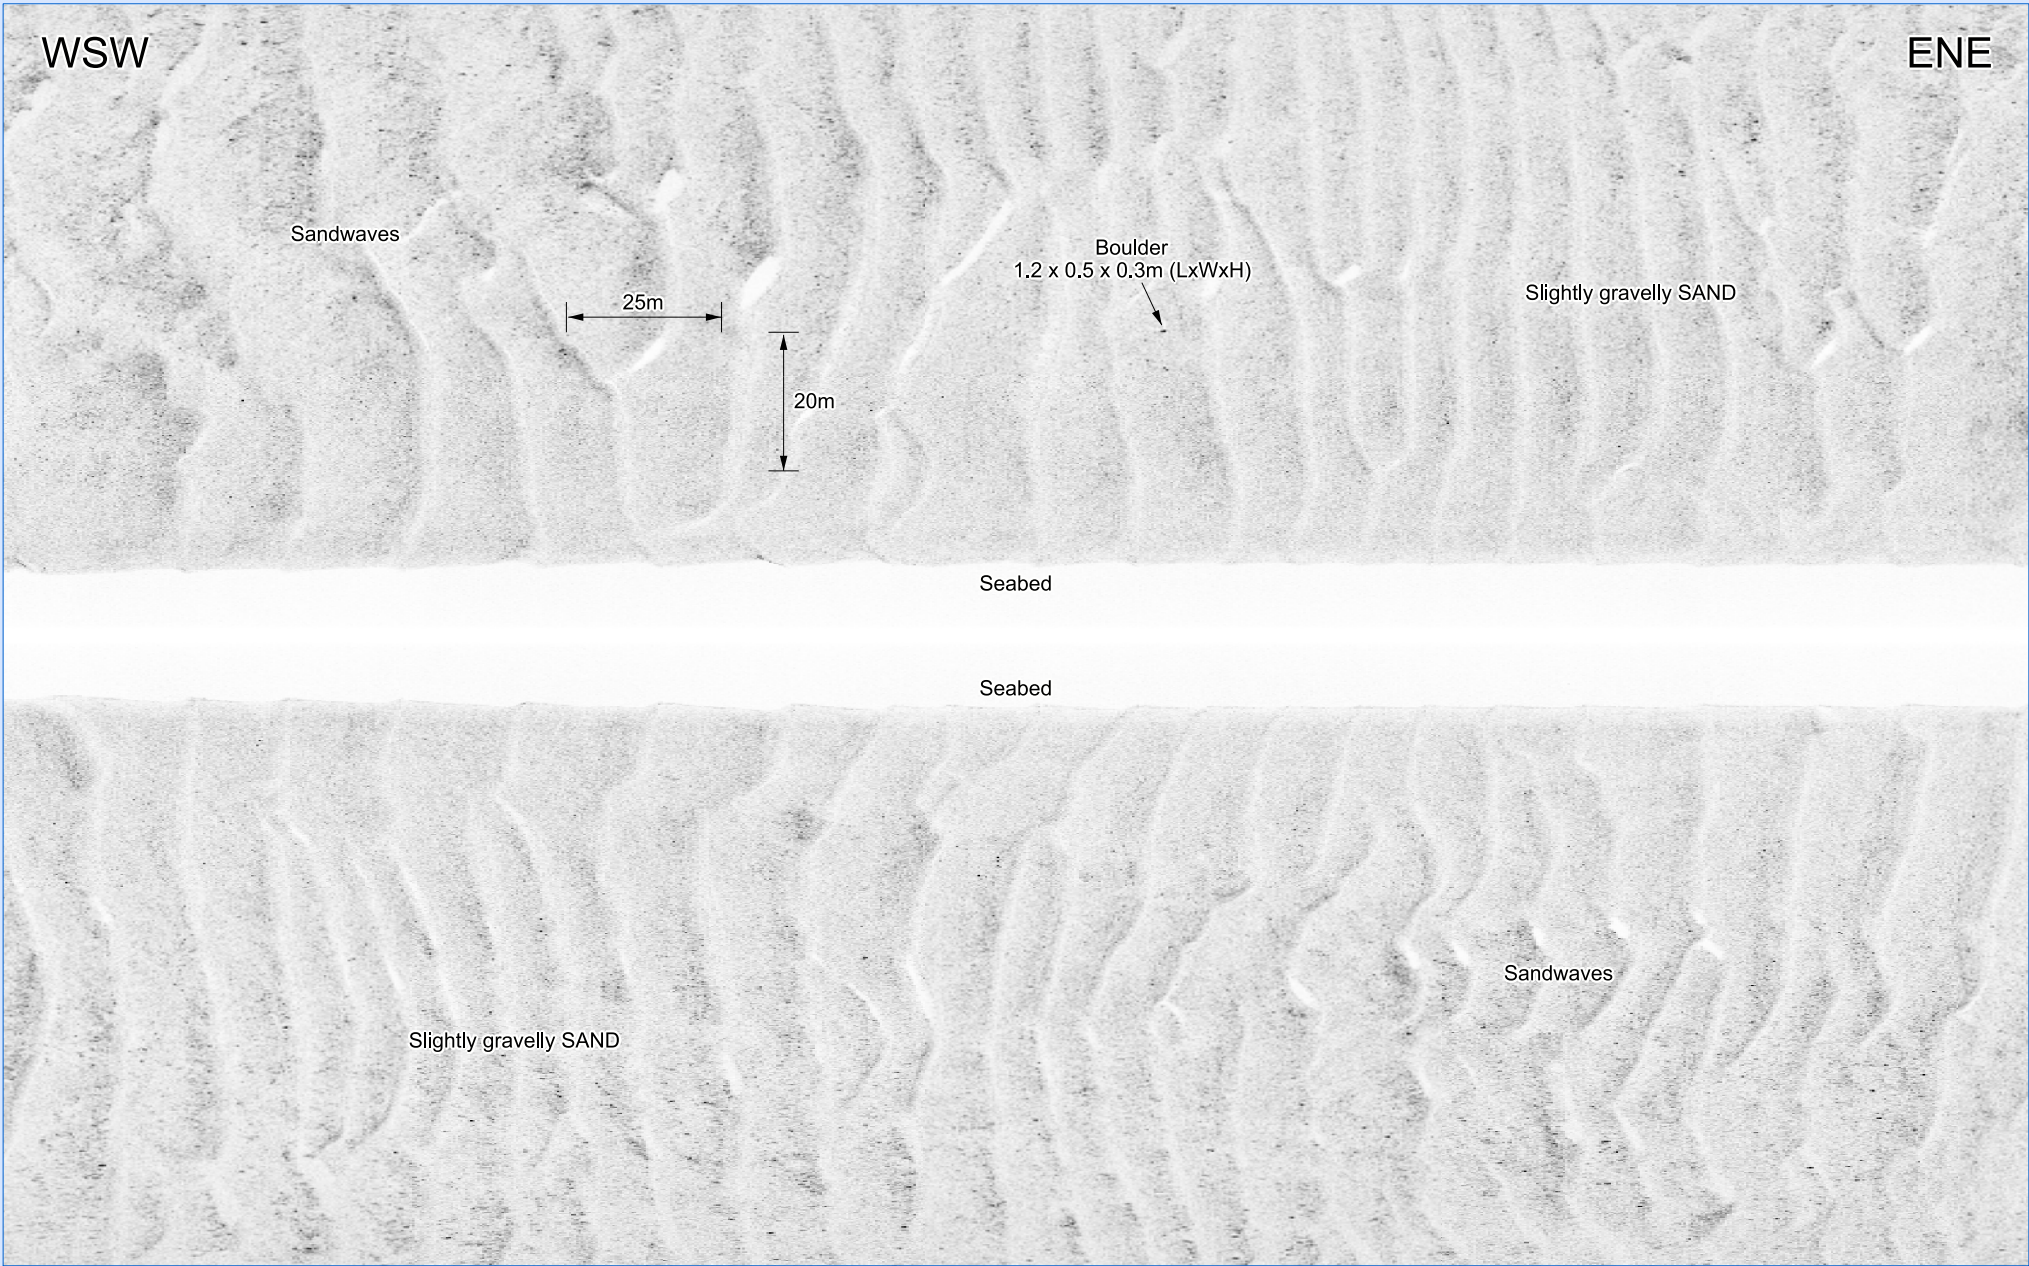 WSW
ENE
Sandwaves
Boulder
1.2 x 0.5 x 0.3m (LxWxH)
Slightly gravelly SAND
25m
20m
Seabed
Seabed
Sandwaves
Slightly gravelly SAND